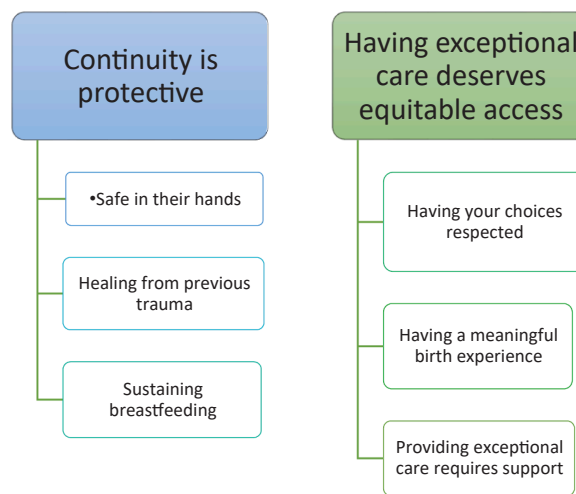 Continuity is
protective
•Safe in their hands
Healing from previous
trauma
Sustaining
breastfeeding
Having exceptional
care deserves
equitable access
Having your choices
respected
Having a meaningful
birth experience
Providing exceptional
care requires support